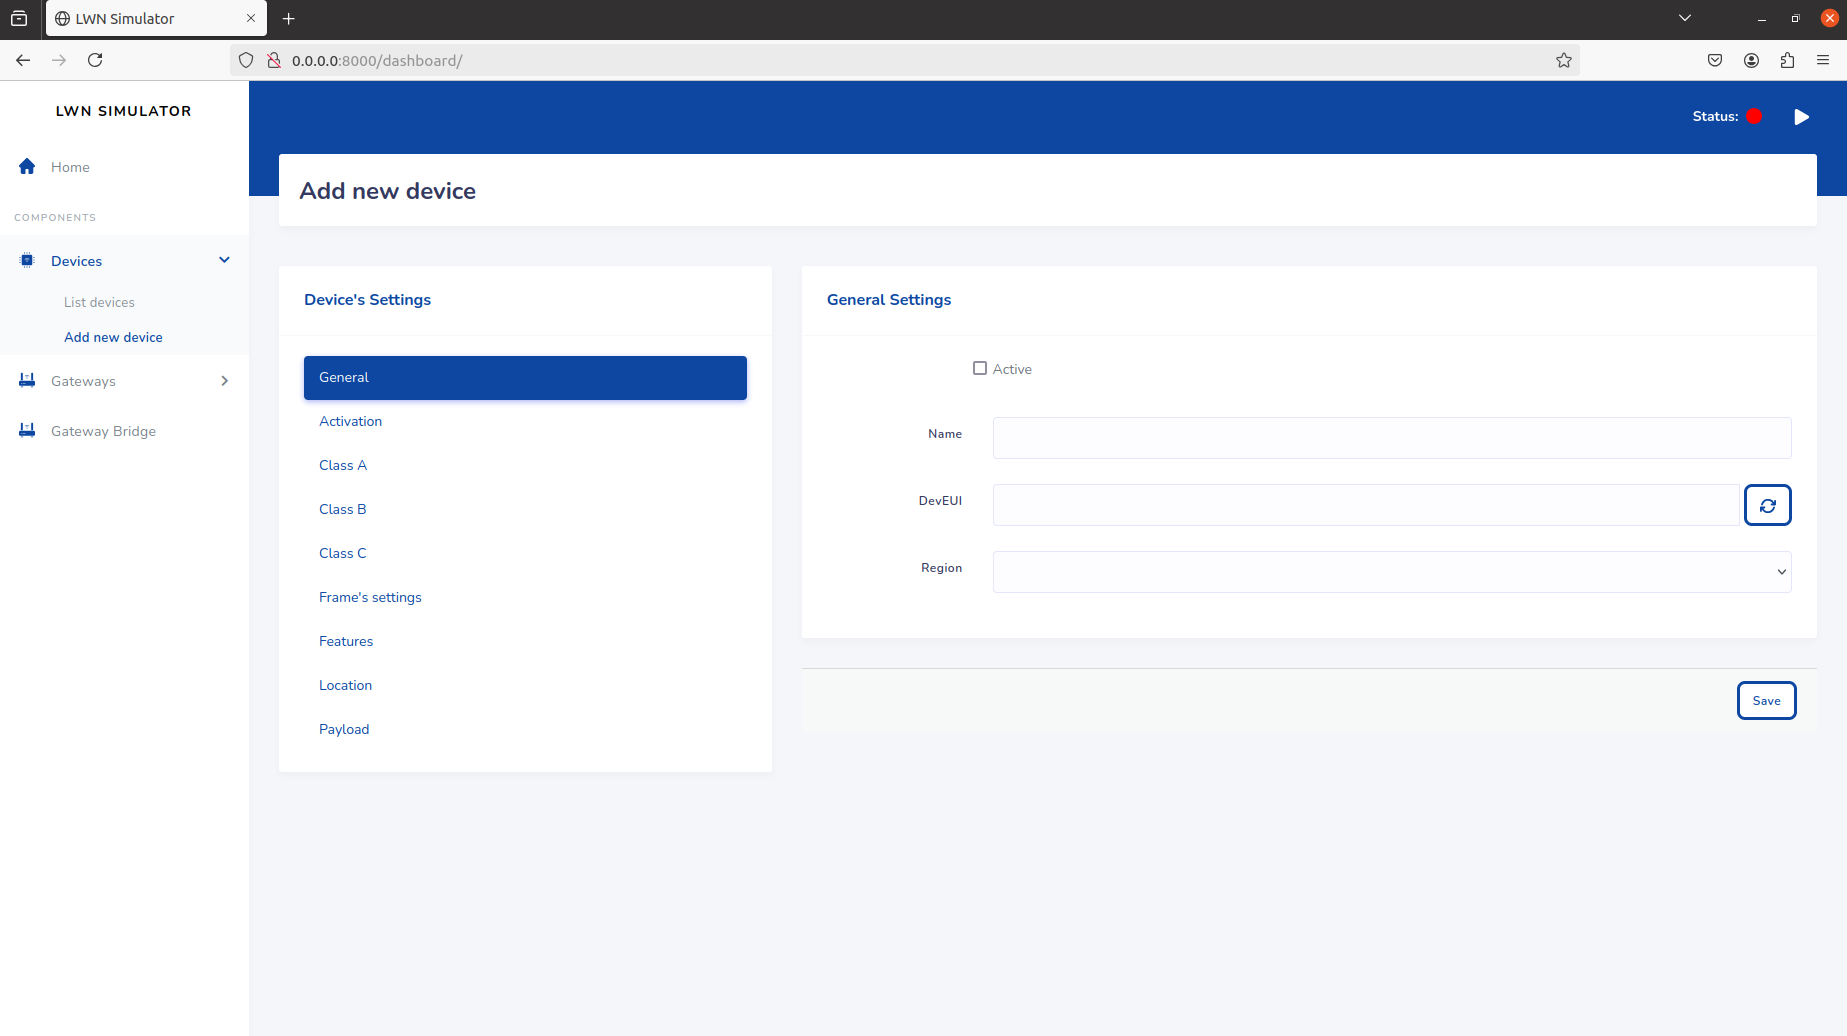 LWN Simulator
0.0.0.0:8000/dashboard/
LWN SIMULATOR
Home
COMPONENTS
Devices
List devices
Add new device
Gateways
Gateway Bridge
Status:
Add new device
Device's Settings
General
Activation
Class A
Class B
Class C
Frame's settings
Features
Location
Payload
General Settings
Active
Name
DevEUI
Region
Save